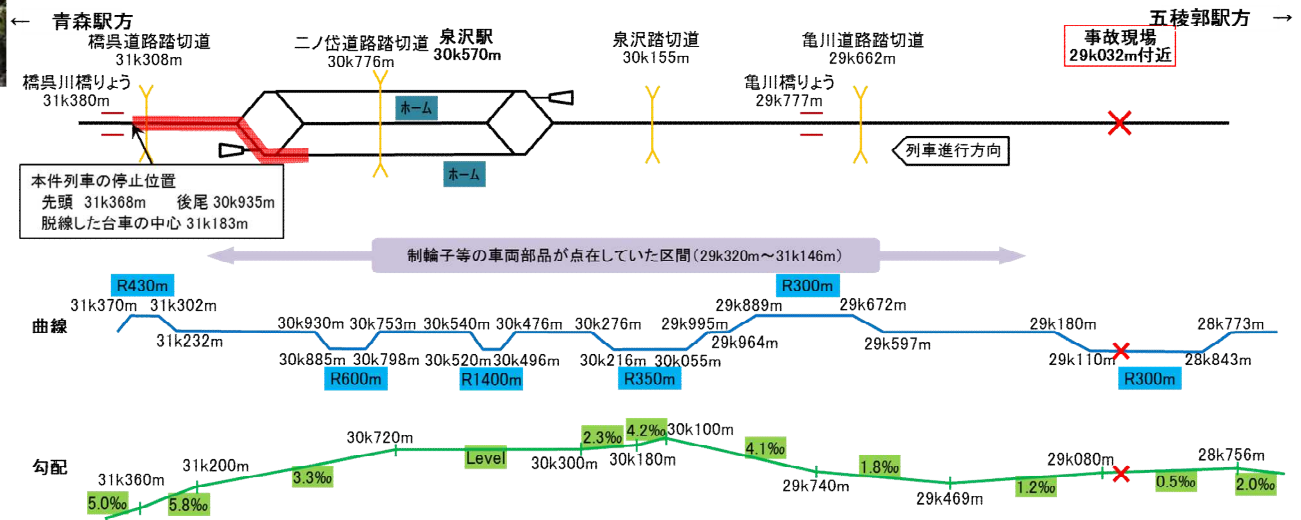 ← 青森駅方
五稜郭駅方 →
橋呉道路踏切道
31k308m
二ノ岱道路踏切道
30k776m
泉沢駅
30k570m
泉沢踏切道
30k155m
亀川道路踏切道
29k662m
事故現場
29k032m付近
橋呉川橋りょう
31k380m
亀川橋りょう
29k777m
ホーム
ホーム
列車進行方向
本件列車の停止位置
先頭 31k368m 後尾 30k935m
脱線した台車の中心 31k183m
制輪子等の車両部品が点在していた区間(29k320m~31k146m)
曲線
R430m
R300m
31k370m 31k302m 30k930m 30k753m 30k540m 30k476m 30k276m 29k995m 29k889m 29k672m 29k180m 28k773m
31k232m 30k885m 30k798m 30k520m 30k496m 30k216m 30k055m 29k964m 29k597m 29k110m 28k843m
R600m R1400m R350m R300m
勾配
5.0‰ 31k360m 5.8‰ 31k200m 3.3‰ 30k720m Level 30k300m 2.3‰ 30k180m 4.2‰ 30k100m 4.1‰ 29k740m 1.8‰ 29k469m 1.2‰ 29k080m 0.5‰ 28k756m 2.0‰